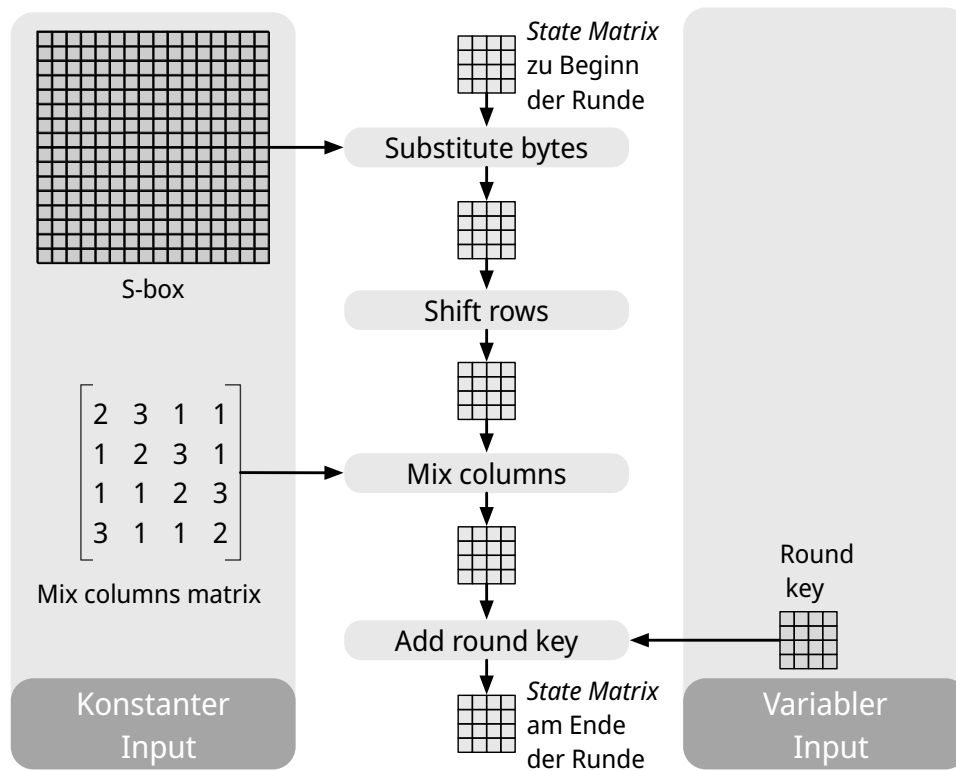 State Matrix
zu Beginn
der Runde
Substitute bytes
S-box
Shift rows
2 3 1 1
1 2 3 1
1 1 2 3
3 1 1 2
Mix columns
Mix columns matrix
Round
key
Add round key
State Matrix
am Ende
der Runde
Konstanter
Input
Variabler
Input